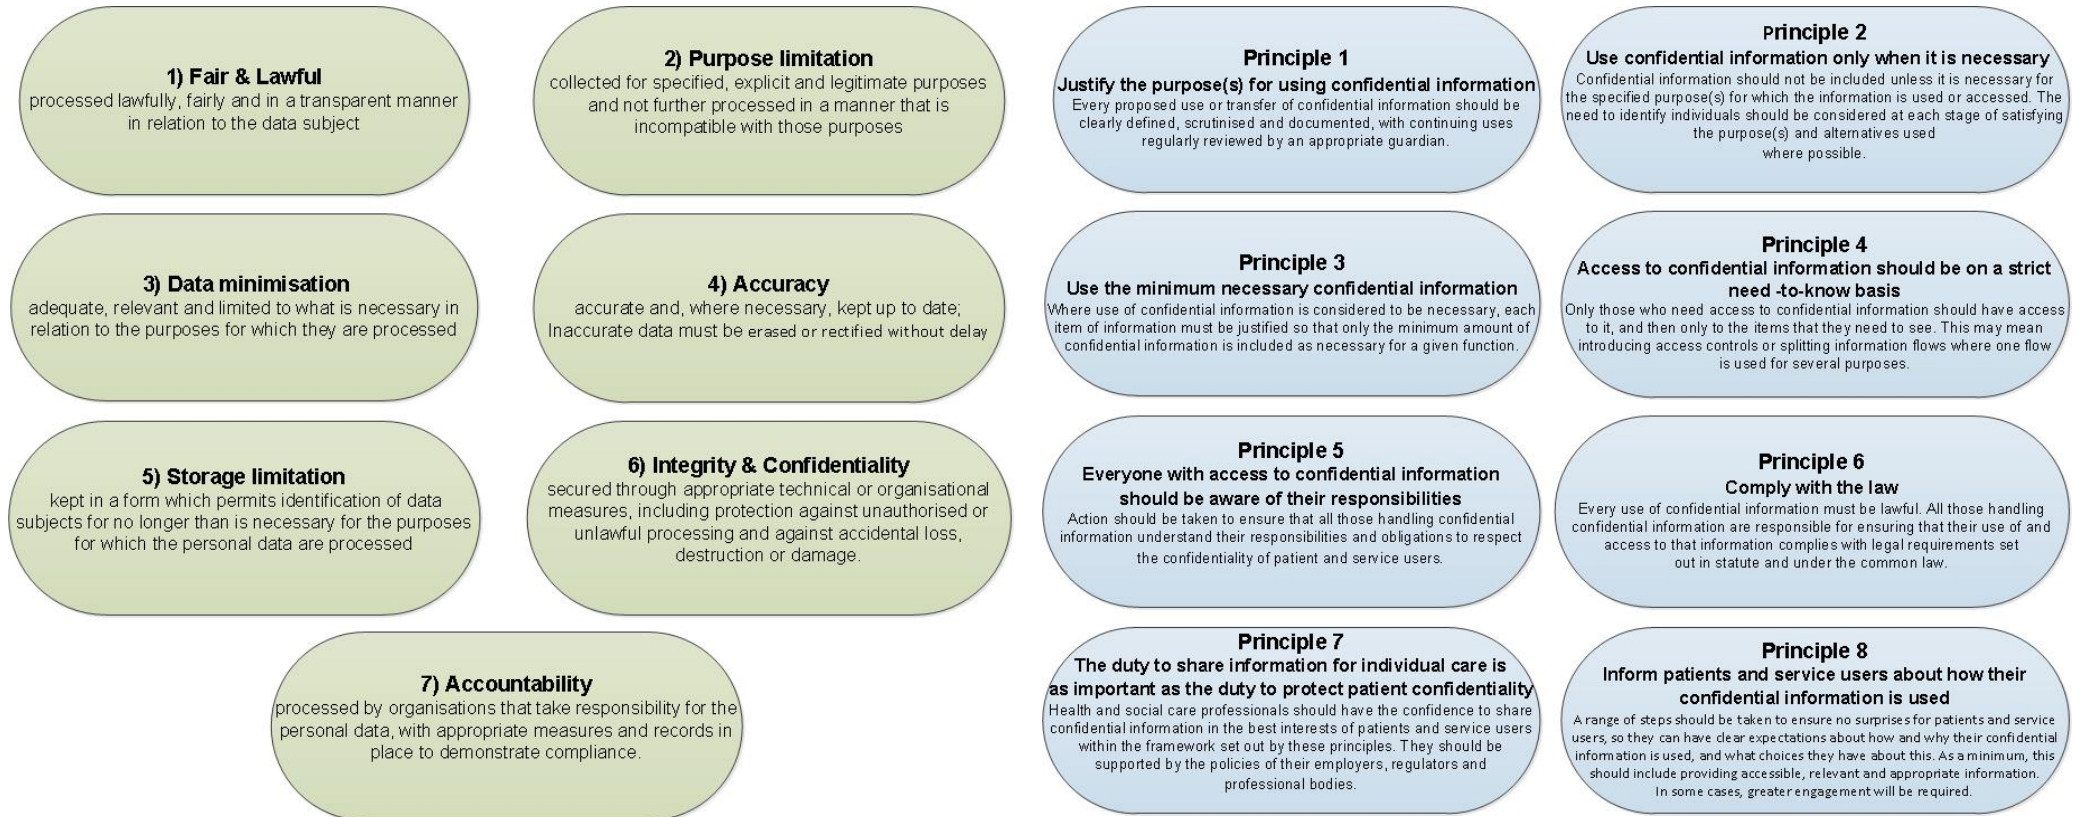 1) Fair & Lawful
processed lawfully, fairly and in a transparent manner
in relation to the data subject
2) Purpose limitation
collected for specified, explicit and legitimate purposes
and not further processed in a manner that is
incompatible with those purposes
3) Data minimisation
adequate, relevant and limited to what is necessary in
relation to the purposes for which they are processed
4) Accuracy
accurate and, where necessary, kept up to date;
Inaccurate data must be erased or rectified without delay
5) Storage limitation
kept in a form which permits identification of data
subjects for no longer than is necessary for the purposes
for which the personal data are processed
6) Integrity & Confidentiality
secured through appropriate technical or organisational
measures, including protection against unauthorised or
unlawful processing and against accidental loss,
destruction or damage.
7) Accountability
processed by organisations that take responsibility for the
personal data, with appropriate measures and records in
place to demonstrate compliance.
Principle 1
Justify the purpose(s) for using confidential information
Every proposed use or transfer of confidential information should be
clearly defined, scrutinised and documented, with continuing uses
regularly reviewed by an appropriate guardian.
Principle 2
Use confidential information only when it is necessary
Confidential information should not be included unless it is necessary for
the specified purpose(s) for which the information is used or accessed. The
need to identify individuals should be considered at each stage of satisfying
the purpose(s) and alternatives used
where possible.
Principle 3
Use the minimum necessary confidential information
Where use of confidential information is considered to be necessary, each
item of information must be justified so that only the minimum amount of
confidential information is included as necessary for a given function.
Principle 4
Access to confidential information should be on a strict
need -to-know basis
Only those who need access to confidential information should have access
to it, and then only to the items that they need to see. This may mean
introducing access controls or splitting information flows where one flow
is used for several purposes.
Principle 5
Everyone with access to confidential information
should be aware of their responsibilities
Action should be taken to ensure that all those handling confidential
information understand their responsibilities and obligations to respect
the confidentiality of patient and service users.
Principle 6
Comply with the law
Every use of confidential information must be lawful. All those handling
confidential information are responsible for ensuring that their use of and
access to that information complies with legal requirements set
out in statute and under the common law.
Principle 7
The duty to share information for individual care is
as important as the duty to protect patient confidentiality
Health and social care professionals should have the confidence to share
confidential information in the best interests of patients and service users
within the framework set out by these principles. They should be
supported by the policies of their employers, regulators and
professional bodies.
Principle 8
Inform patients and service users about how their
confidential information is used
A range of steps should be taken to ensure no surprises for patients and service
users, so they can have clear expectations about how and why their confidential
information is used, and what choices they have about this. As a minimum, this
should include providing accessible, relevant and appropriate information.
In some cases, greater engagement will be required.